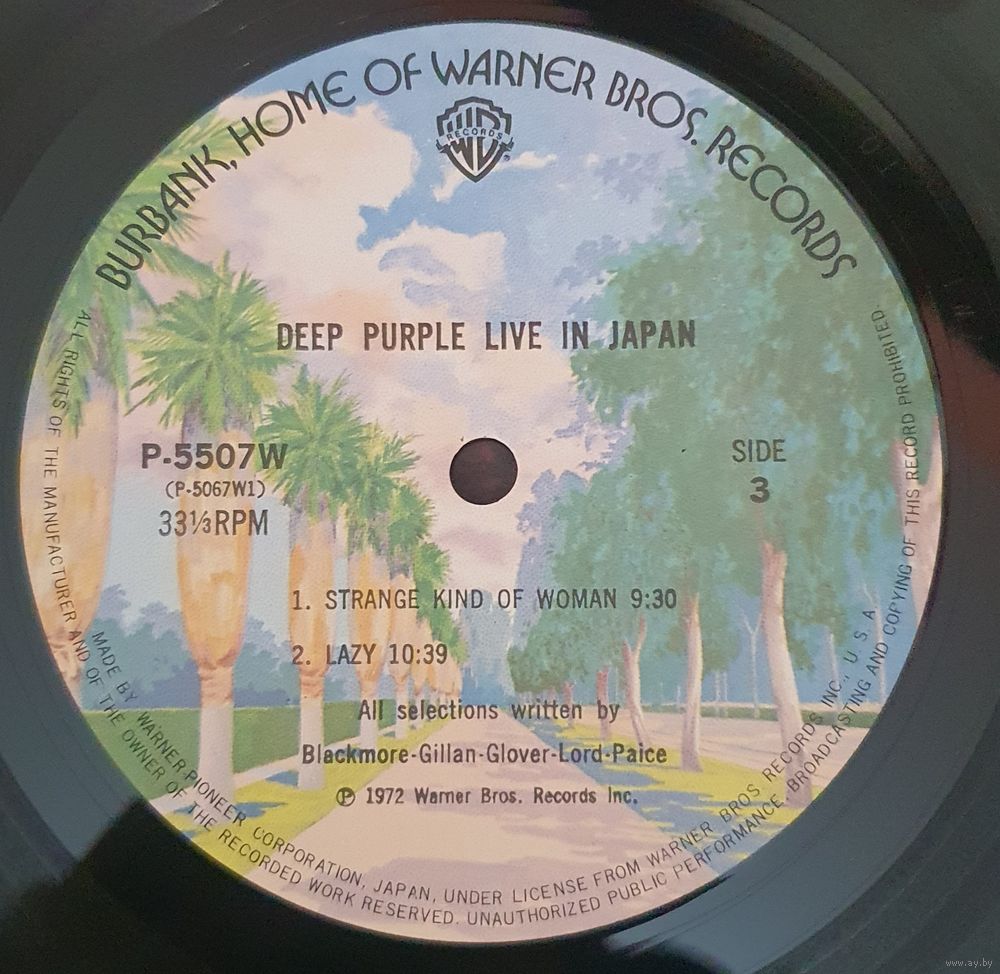 BURBANK, HOME OF WARNER BROS. RECORDS
RECORDS
W
®
DEEP PURPLE LIVE IN JAPAN
P-5507W
(P-5067W1)
33⅓RPM
SIDE
3
1. STRANGE KIND OF WOMAN 9:30
2. LAZY 10:39
All selections written by
Blackmore-Gillan-Glover-Lord-Paice
℗ 1972 Warner Bros. Records Inc.
MADE BY WARNER-PIONEER CORPORATION, JAPAN, UNDER LICENSE FROM WARNER BROS RECORDS INC., U. S. A
ALL RIGHTS OF THE MANUFACTURER AND OF THE OWNER OF THE RECORDED WORK RESERVED. UNAUTHORIZED PUBLIC PERFORMANCE. BROADCASTING AND COPYING OF THIS RECORD PROHIBITED.
www.ay.by